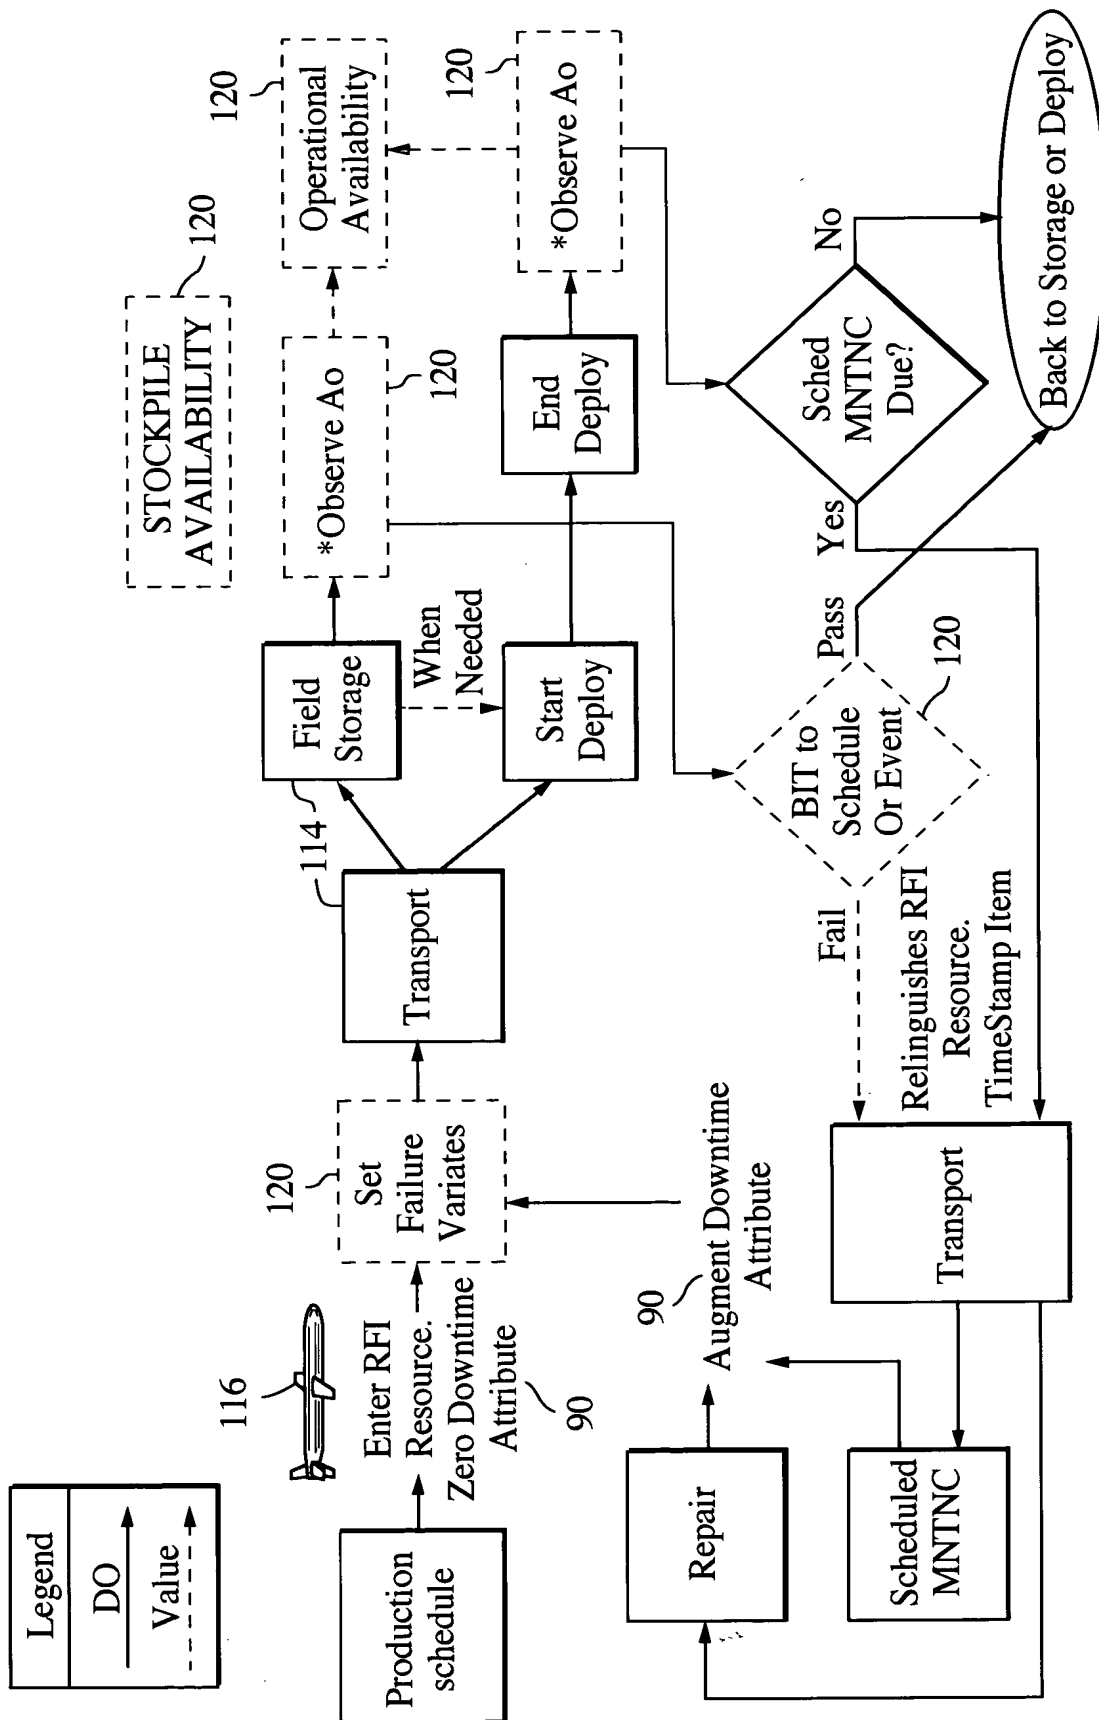 Legend
DO
Value
116
Production
schedule
Enter RFI
Resource.
Zero Downtime
Attribute
90
120
Set
Failure
Variates
Transport
114
Field
Storage
When
Needed
Start
Deploy
STOCKPILE
AVAILABILITY
120
*Observe Ao
120
Operational
Availability
120
End
Deploy
*Observe Ao
120
Repair
Scheduled
MNTNC
90
Augment Downtime
Attribute
Transport
Fail
Relinguishes RFI
Resource.
TimeStamp Item
BIT to
Schedule
Or Event
120
Pass
Yes
Sched
MNTNC
Due?
No
Back to Storage or Deploy